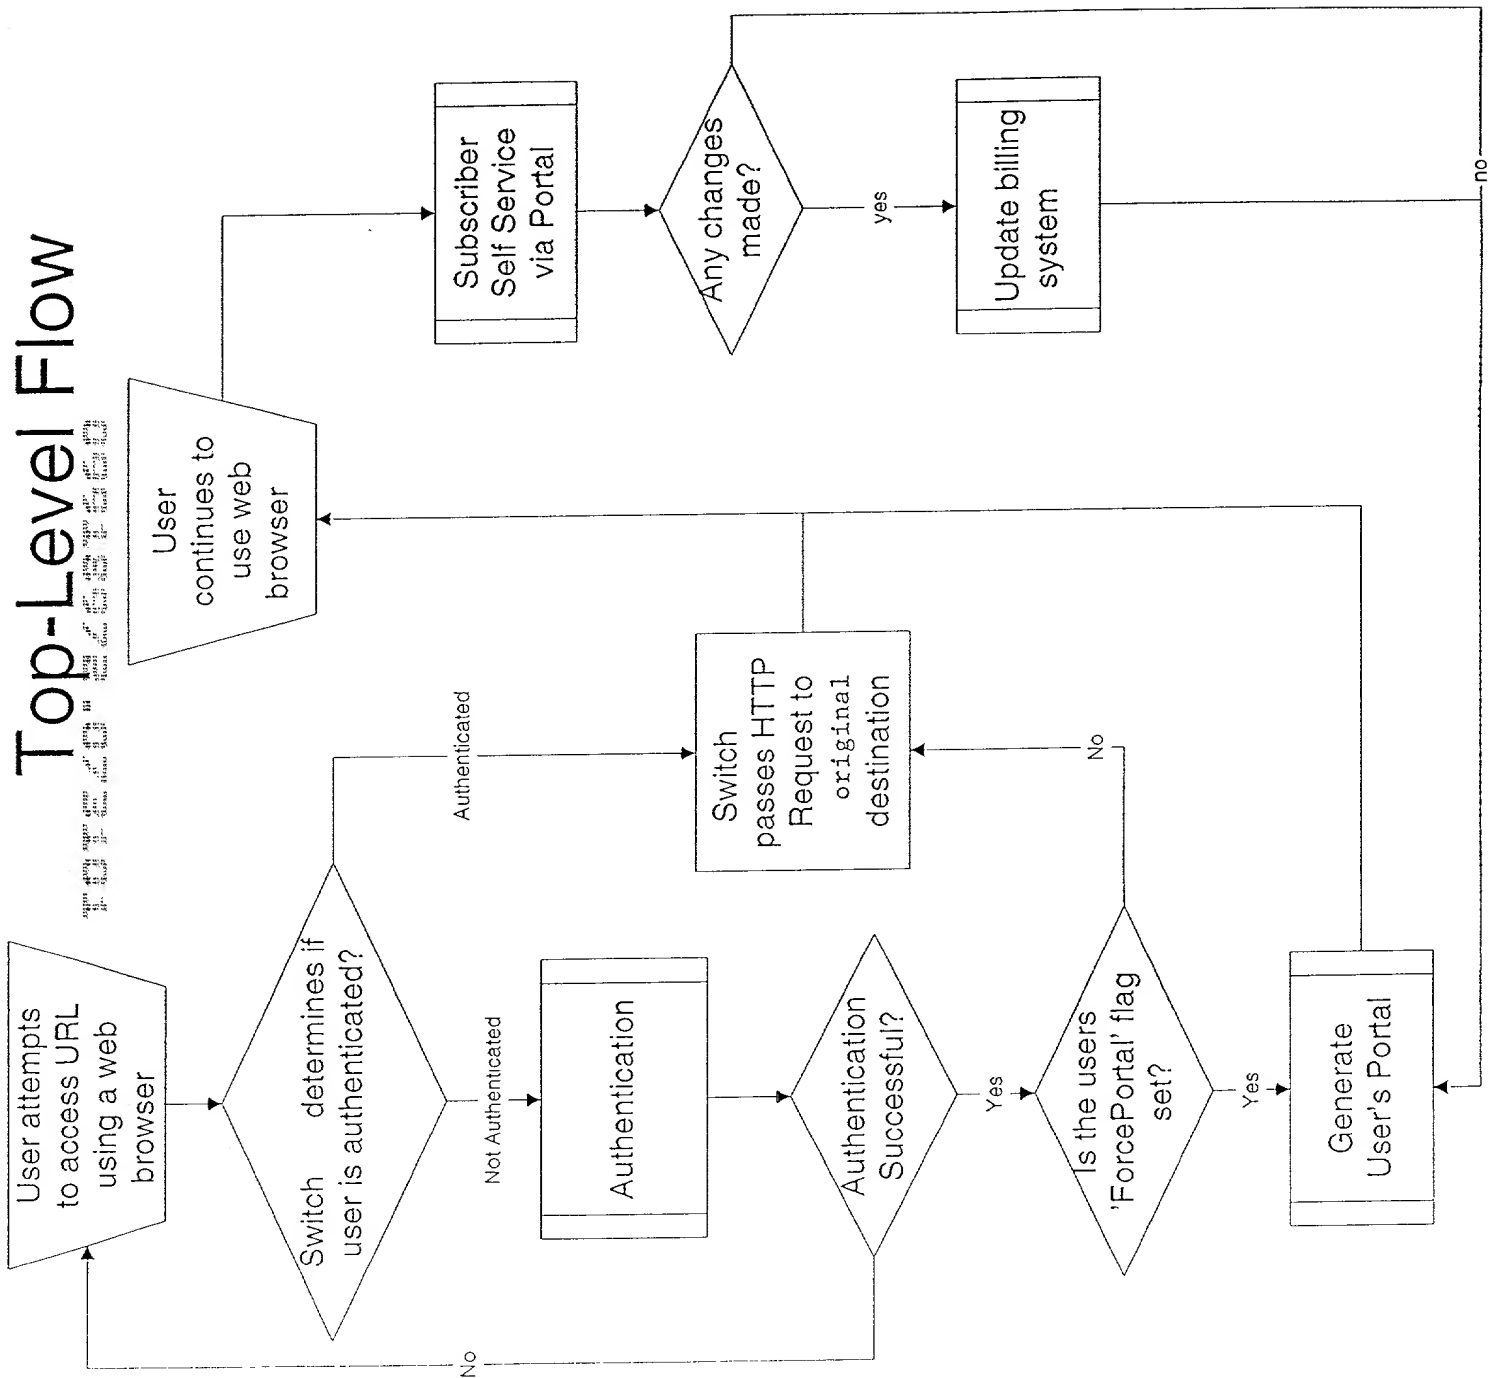 Top-Level Flow
User attempts
to access URL
using a web
browser
Switch determines if
user is authenticated?
Authenticated
Not Authenticated
Authentication
Authentication
Successful?
No
Yes
Is the users
'ForcePortal' flag
set?
No
Yes
Generate
User's Portal
Switch
passes HTTP
Request to
original
destination
User
continues to
use web
browser
Subscriber
Self Service
via Portal
Any changes
made?
yes
no
Update billing
system